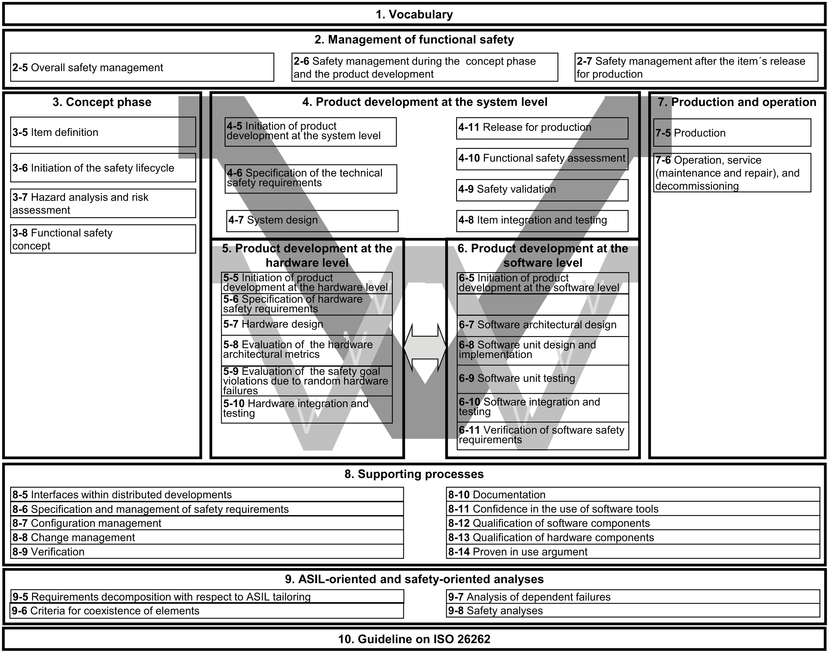 1. Vocabulary
2. Management of functional safety
2-5 Overall safety management
2-6 Safety management during the concept phase
and the product development
2-7 Safety management after the item´s release
for production
3. Concept phase
3-5 Item definition
3-6 Initiation of the safety lifecycle
3-7 Hazard analysis and risk
assessment
3-8 Functional safety
concept
4. Product development at the system level
4-5 Initiation of product
development at the system level
4-6 Specification of the technical
safety requirements
4-7 System design
4-11 Release for production
4-10 Functional safety assessment
4-9 Safety validation
4-8 Item integration and testing
7. Production and operation
7-5 Production
7-6 Operation, service
(maintenance and repair), and
decommissioning
5. Product development at the
hardware level
5-5 Initiation of product
development at the hardware level
5-6 Specification of hardware
safety requirements
5-7 Hardware design
5-8 Evaluation of the hardware
architectural metrics
5-9 Evaluation of the safety goal
violations due to random hardware
failures
5-10 Hardware integration and
testing
6. Product development at the
software level
6-5 Initiation of product
development at the software level
6-7 Software architectural design
6-8 Software unit design and
implementation
6-9 Software unit testing
6-10 Software integration and
testing
6-11 Verification of software safety
requirements
8. Supporting processes
8-5 Interfaces within distributed developments
8-6 Specification and management of safety requirements
8-7 Configuration management
8-8 Change management
8-9 Verification
8-10 Documentation
8-11 Confidence in the use of software tools
8-12 Qualification of software components
8-13 Qualification of hardware components
8-14 Proven in use argument
9. ASIL-oriented and safety-oriented analyses
9-5 Requirements decomposition with respect to ASIL tailoring
9-6 Criteria for coexistence of elements
9-7 Analysis of dependent failures
9-8 Safety analyses
10. Guideline on ISO 26262